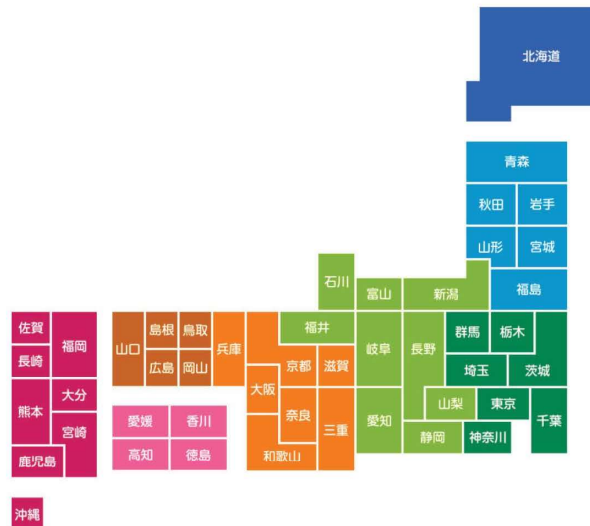 北海道
青森
秋田
岩手
山形
宮城
石川
富山
新潟
福島
佐賀
福岡
山口
島根
鳥取
兵庫
福井
岐阜
長野
群馬
栃木
長崎
広島
岡山
京都
滋賀
埼玉
茨城
熊本
大分
大阪
愛媛
香川
奈良
三重
愛知
山梨
東京
千葉
宮崎
高知
徳島
和歌山
静岡
神奈川
鹿児島
沖縄